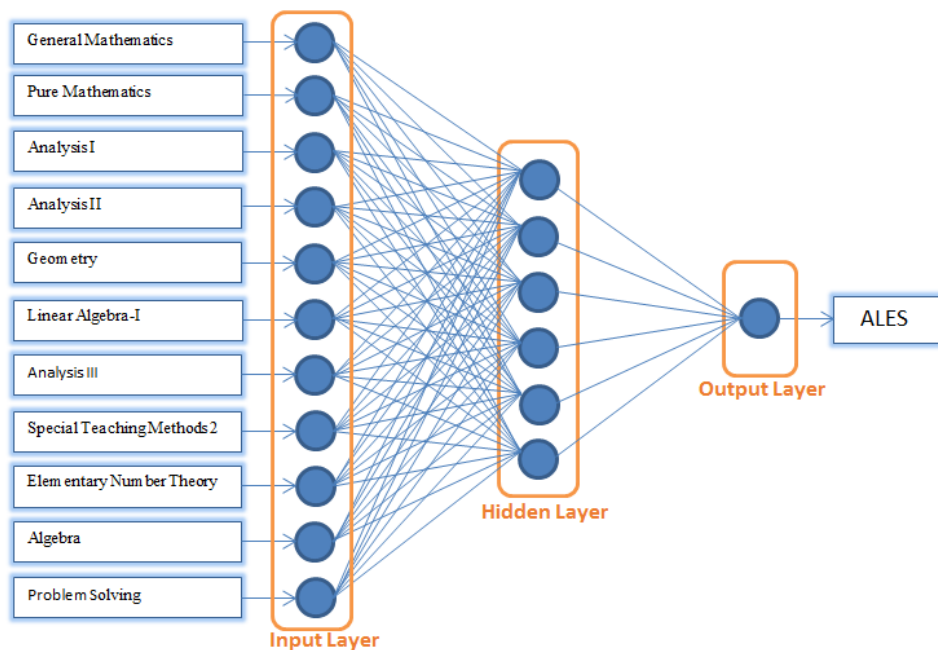 General Mathematics
Pure Mathematics
Analysis I
Analysis II
Geometry
Linear Algebra-I
Analysis III
Special Teaching Methods 2
Elementary Number Theory
Algebra
Problem Solving
Input Layer
Hidden Layer
Output Layer
ALES